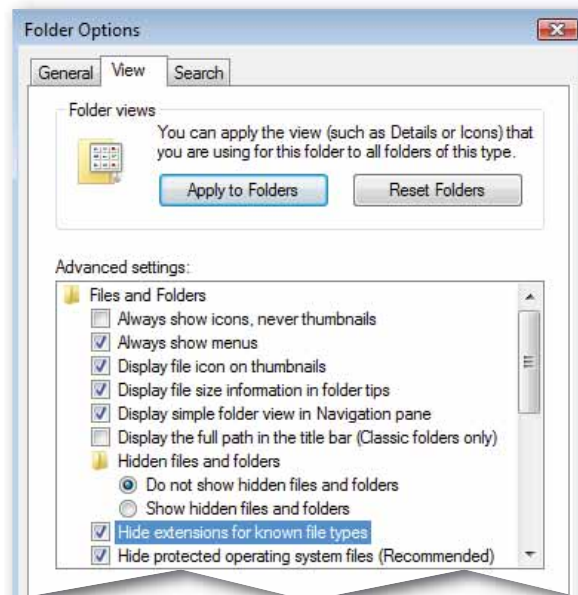 Folder Options
General View Search
Folder views
You can apply the view (such as Details or Icons) that
you are using for this folder to all folders of this type.
Apply to Folders Reset Folders
Advanced settings:
Files and Folders
Always show icons, never thumbnails
Always show menus
Display file icon on thumbnails
Display file size information in folder tips
Display simple folder view in Navigation pane
Display the full path in the title bar (Classic folders only)
Hidden files and folders
Do not show hidden files and folders
Show hidden files and folders
Hide extensions for known file types
Hide protected operating system files (Recommended)